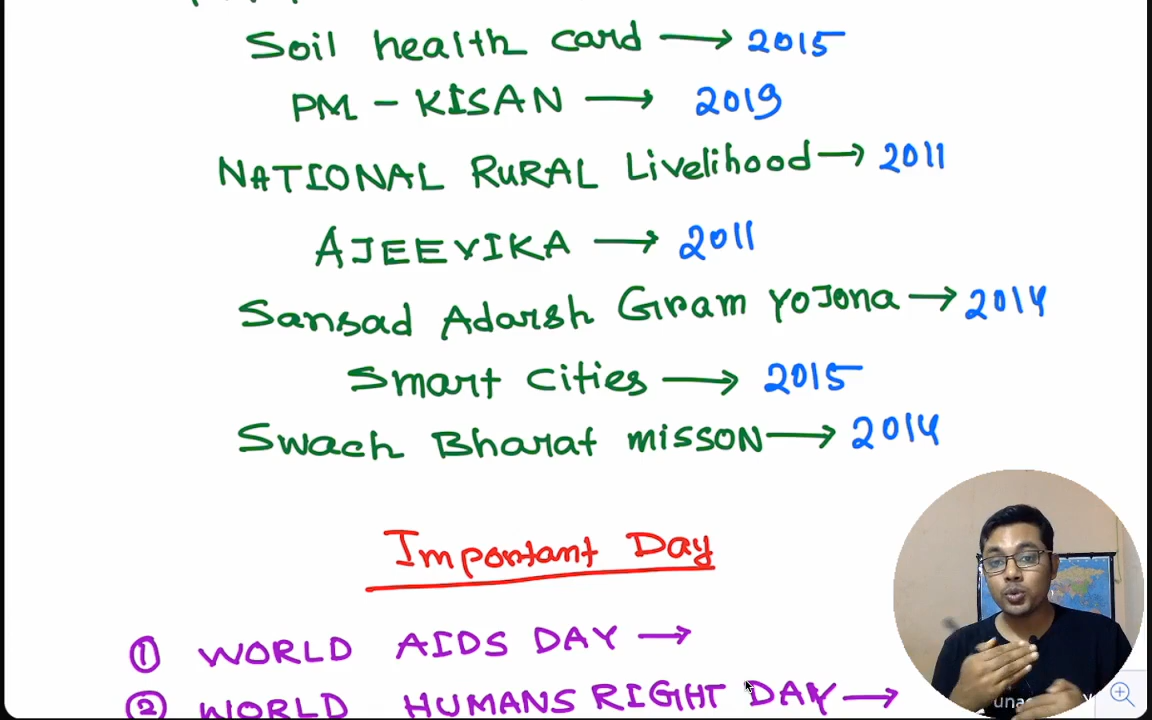 Soil health card → 2015
PM - KISAN → 2019
NATIONAL RURAL Livelihood → 2011
AJEEVIKA → 2011
Sansad Adarsh Gram YoJona → 2014
Smart Cities → 2015
Swach Bharat misson → 2014
Important Day
① WORLD AIDS DAY →
② WORLD HUMANS RIGHT DAY →